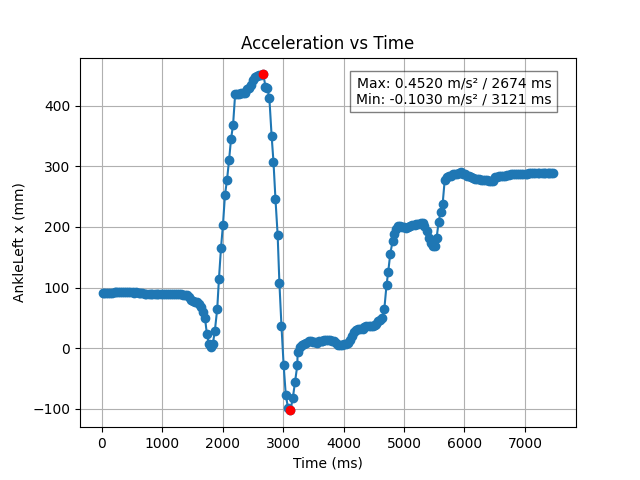 Acceleration vs Time
Max: 0.4520 m/s² / 2674 ms
Min: -0.1030 m/s² / 3121 ms
AnkleLeft x (mm)
400
300
200
100
0
−100
0 1000 2000 3000 4000 5000 6000 7000
Time (ms)